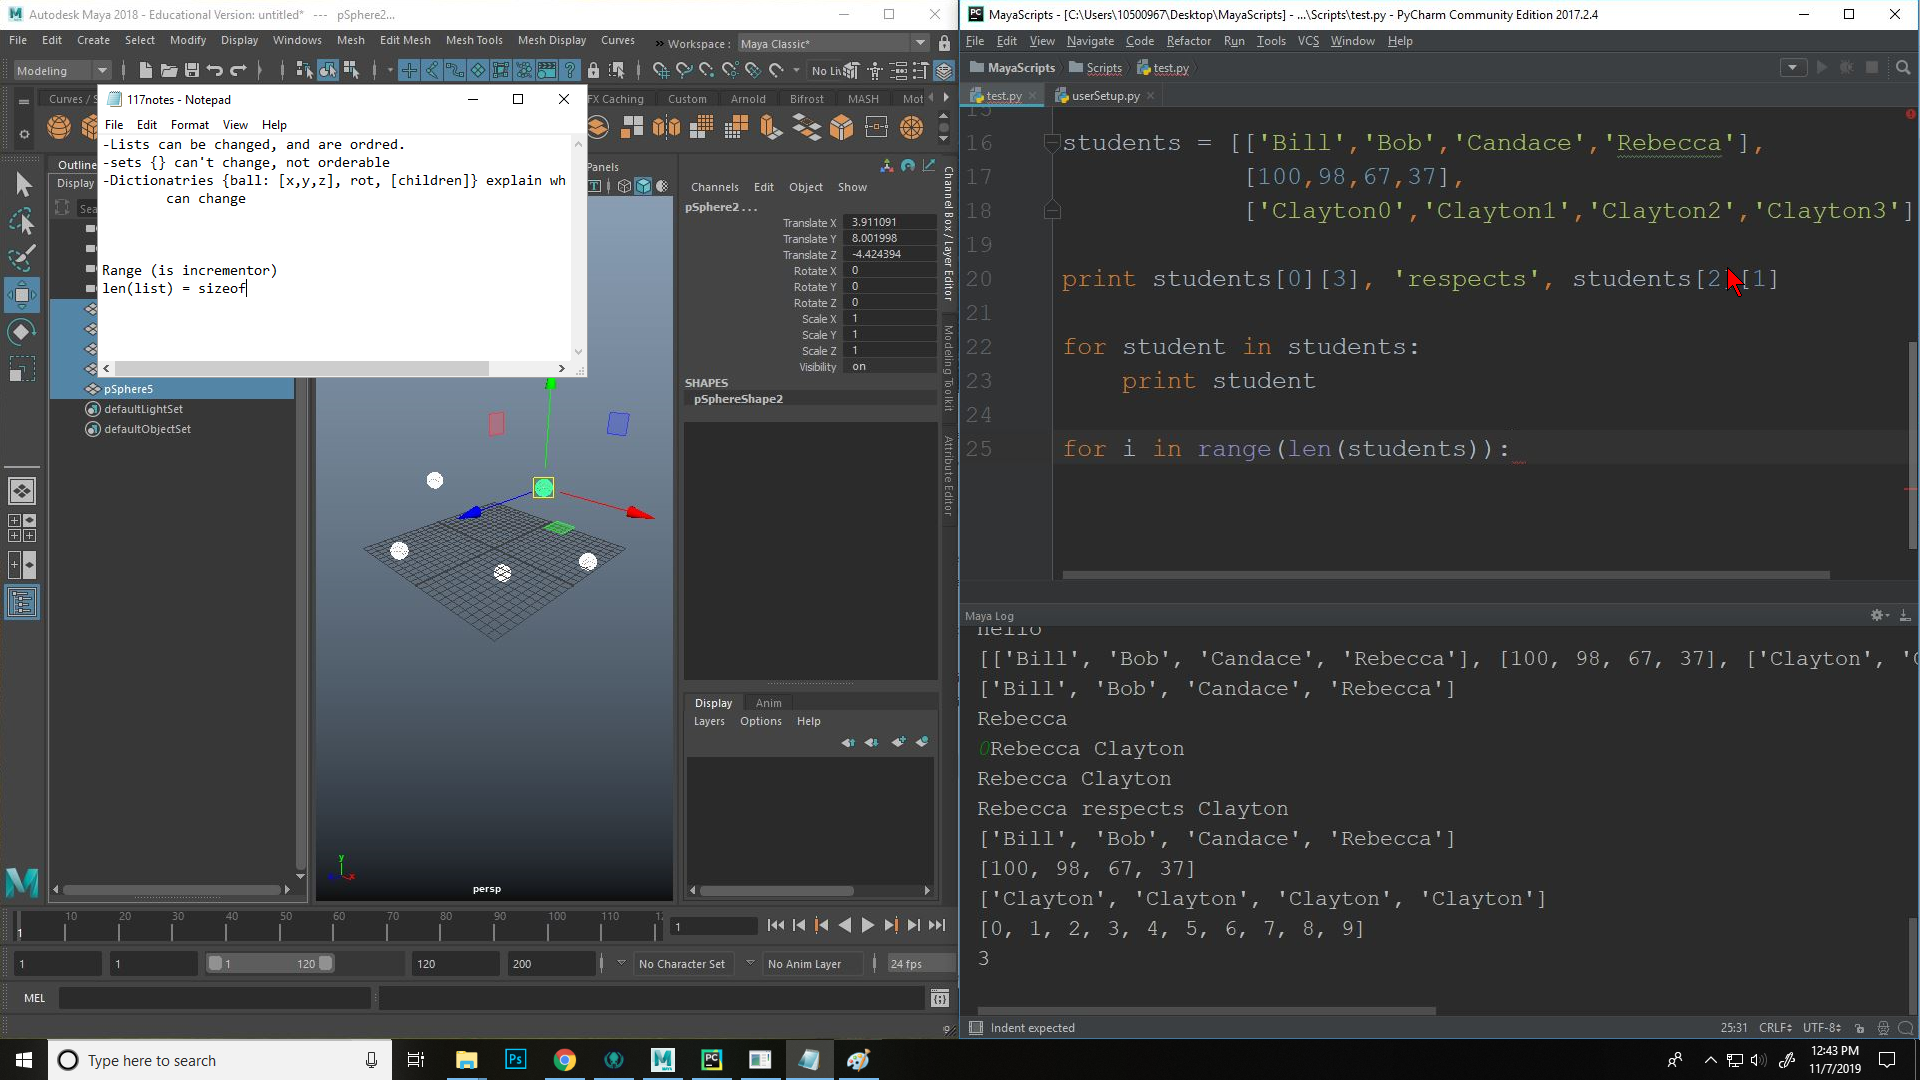 Autodesk Maya 2018 - Educational Version: untitled*   ---   pSphere2...
File Edit Create Select Modify Display Windows Mesh Edit Mesh Mesh Tools Mesh Display Curves » Workspace : Maya Classic*
Modeling No Liv
Curves / S FX Caching Custom Arnold Bifrost MASH Mot
117notes - Notepad
File Edit Format View Help
-Lists can be changed, and are ordred.
-sets {} can't change, not orderable
-Dictionatries {ball: [x,y,z], rot, [children]} explain wh
can change
Range (is incrementor)
len(list) = sizeof
Outline
Display
Sea
Panels
pSphere5
defaultLightSet
defaultObjectSet
persp
y
x
Channels Edit Object Show
pSphere2 . . .
Translate X 3.911091
Translate Y 8.001998
Translate Z -4.424394
Rotate X 0
Rotate Y 0
Rotate Z 0
Scale X 1
Scale Y 1
Scale Z 1
Visibility on
SHAPES
pSphereShape2
Channel Box / Layer Editor
Modeling Toolkit
Attribute Editor
Display Anim
Layers Options Help
10 20 30 40 50 60 70 80 90 100 110 12
1
1
1 1 1 120 120 200 No Character Set No Anim Layer 24 fps
MEL
MayaScripts - [C:\Users\10500967\Desktop\MayaScripts] - ...\Scripts\test.py - PyCharm Community Edition 2017.2.4
File Edit View Navigate Code Refactor Run Tools VCS Window Help
MayaScripts Scripts test.py
test.py userSetup.py
15
16 students = [['Bill','Bob','Candace','Rebecca'],
17 [100,98,67,37],
18 ['Clayton0','Clayton1','Clayton2','Clayton3']
19
20 print students[0][3], 'respects', students[2][1]
21
22 for student in students:
23 print student
24
25 for i in range(len(students)):
Maya Log
hello
[['Bill', 'Bob', 'Candace', 'Rebecca'], [100, 98, 67, 37], ['Clayton', 'C
['Bill', 'Bob', 'Candace', 'Rebecca']
Rebecca
0Rebecca Clayton
Rebecca Clayton
Rebecca respects Clayton
['Bill', 'Bob', 'Candace', 'Rebecca']
[100, 98, 67, 37]
['Clayton', 'Clayton', 'Clayton', 'Clayton']
[0, 1, 2, 3, 4, 5, 6, 7, 8, 9]
3
Indent expected 25:31 CRLF UTF-8
Type here to search
Ps
PC
12:43 PM
11/7/2019